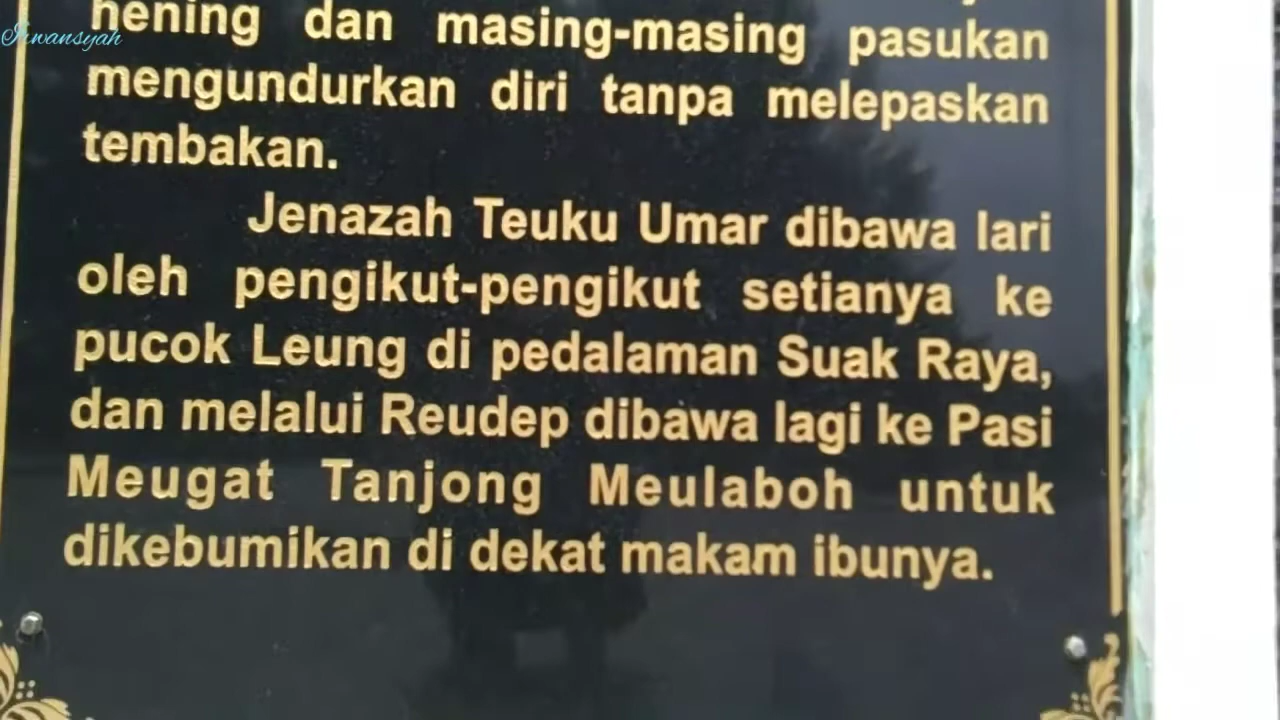 Irwansyah
hening dan masing-masing pasukan
mengundurkan diri tanpa melepaskan
tembakan.
Jenazah Teuku Umar dibawa lari
oleh pengikut-pengikut setianya ke
pucok Leung di pedalaman Suak Raya,
dan melalui Reudep dibawa lagi ke Pasi
Meugat Tanjong Meulaboh untuk
dikebumikan di dekat makam ibunya.